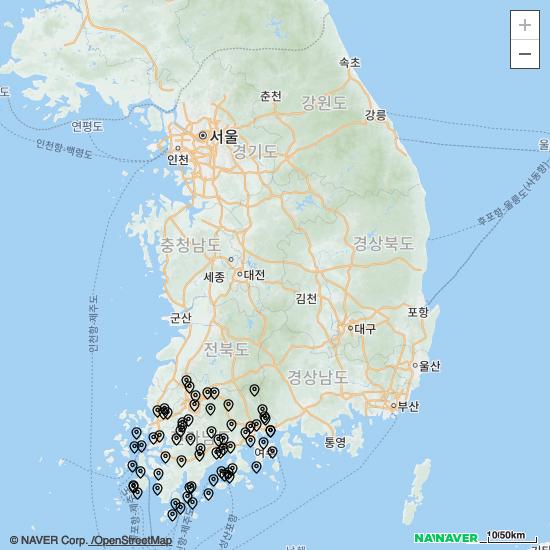 속초
강원도
춘천
강릉
연평도
서울
인천
경기도
인천항-백령도
후포항-울릉도(사동항)
충청남도
경상북도
세종
대전
인천항-제주도
김천
군산
포항
대구
전북도
울산
경상남도
부산
통영
© NAVER Corp. /OpenStreetMap
NAVER
10/50km